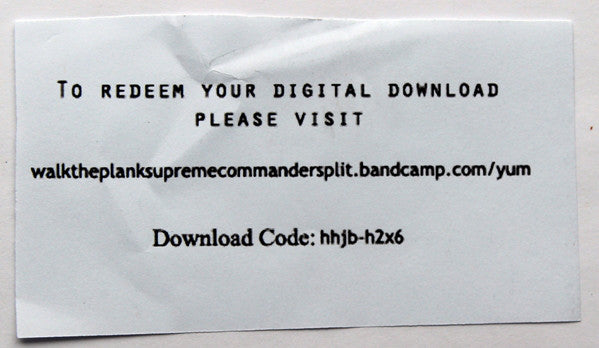 TO REDEEM YOUR DIGITAL DOWNLOAD
PLEASE VISIT
walktheplanksupremecommandersplit.bandcamp.com/yum
Download Code: hhjb-h2x6